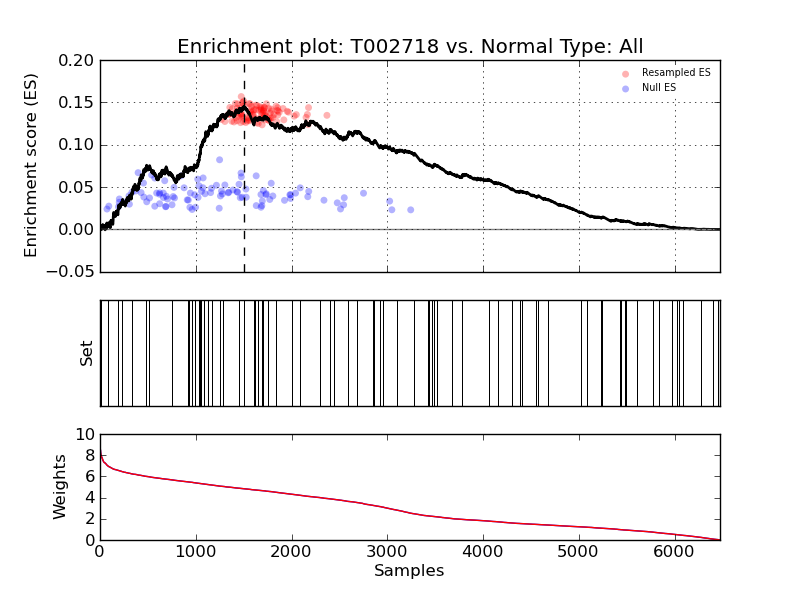 Enrichment plot: T002718 vs. Normal Type: All
Enrichment score (ES)
0.20
0.15
0.10
0.05
0.00
−0.05
Resampled ES
Null ES
Set
Weights
10
8
6
4
2
0
0 1000 2000 3000 4000 5000 6000
Samples